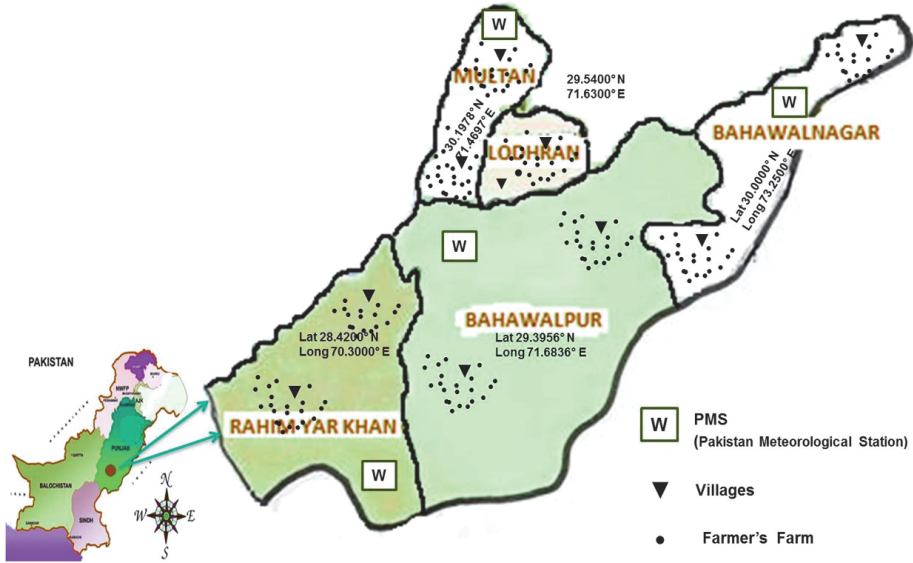 W
MULTAN
29.5400° N
71.6300° E
30.1978° N
71.4697° E
LODHRAN
W
BAHAWALNAGAR
Lat 30.0000° N
Long 73.2500° E
W
BAHAWALPUR
Lat 29.3956° N
Long 71.6836° E
Lat 28.4200° N
Long 70.3000° E
RAHIM YAR KHAN
W
PAKISTAN
NWFP
PUNJAB
BALOCHISTAN
SINDH
N
W
E
S
W
PMS
(Pakistan Meteorological Station)
Villages
Farmer's Farm